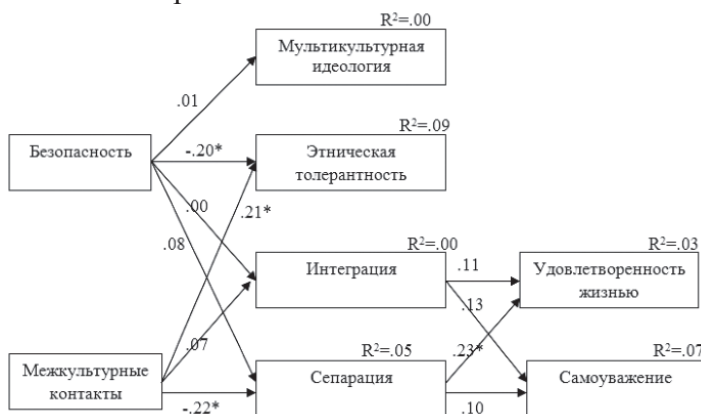 R²=.00
Мультикультурная
идеология
.01
R²=.09
Безопасность
-.20*
Этническая
толерантность
.00
.21*
.08
R²=.00
R²=.03
Интеграция
.11
Удовлетворенность
жизнью
.13
.07
R²=.05
.23*
R²=.07
Межкультурные
контакты
-.22*
Сепарация
.10
Самоуважение